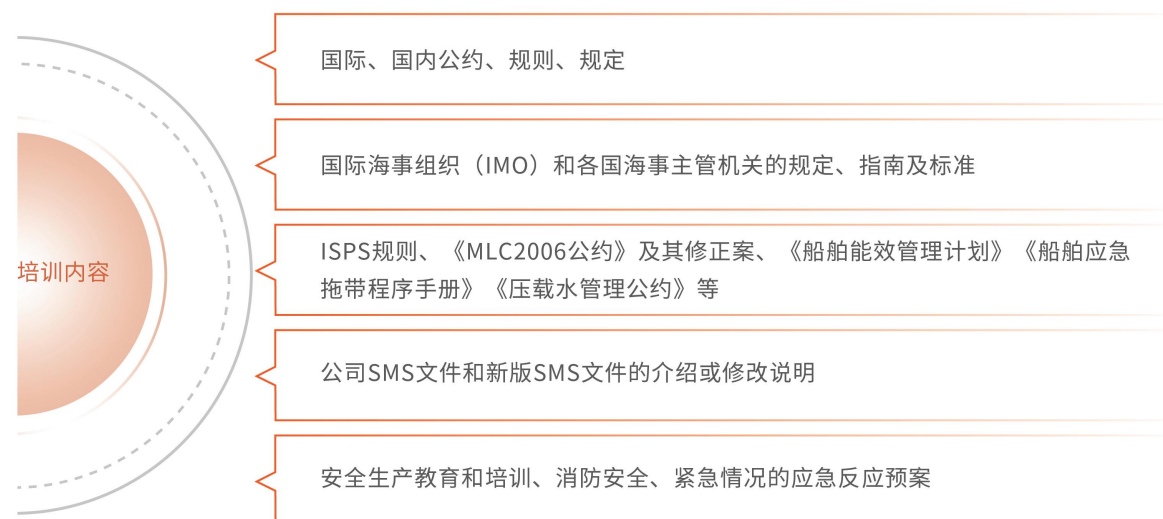 培训内容
国际、国内公约、规则、规定
国际海事组织（IMO）和各国海事主管机关的规定、指南及标准
ISPS规则、《MLC2006公约》及其修正案、《船舶能效管理计划》《船舶应急
拖带程序手册》《压载水管理公约》等
公司SMS文件和新版SMS文件的介绍或修改说明
安全生产教育和培训、消防安全、紧急情况的应急反应预案